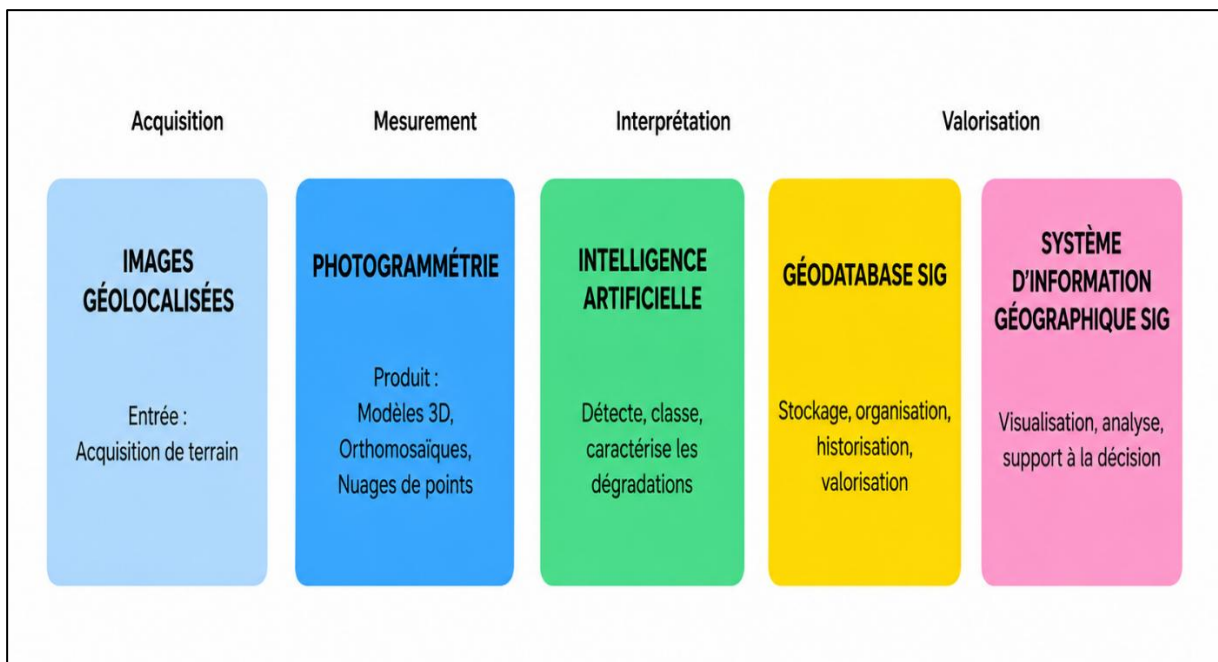 Acquisition
Mesurement
Interprétation
Valorisation
IMAGES
GÉOLOCALISÉES
Entrée :
Acquisition de terrain
PHOTOGRAMMÉTRIE
Produit :
Modèles 3D,
Orthomosaïques,
Nuages de points
INTELLIGENCE
ARTIFICIELLE
Détecte, classe,
caractérise les
dégradations
GÉODATABASE SIG
Stockage, organisation,
historisation,
valorisation
SYSTÈME
D'INFORMATION
GÉOGRAPHIQUE SIG
Visualisation, analyse,
support à la décision